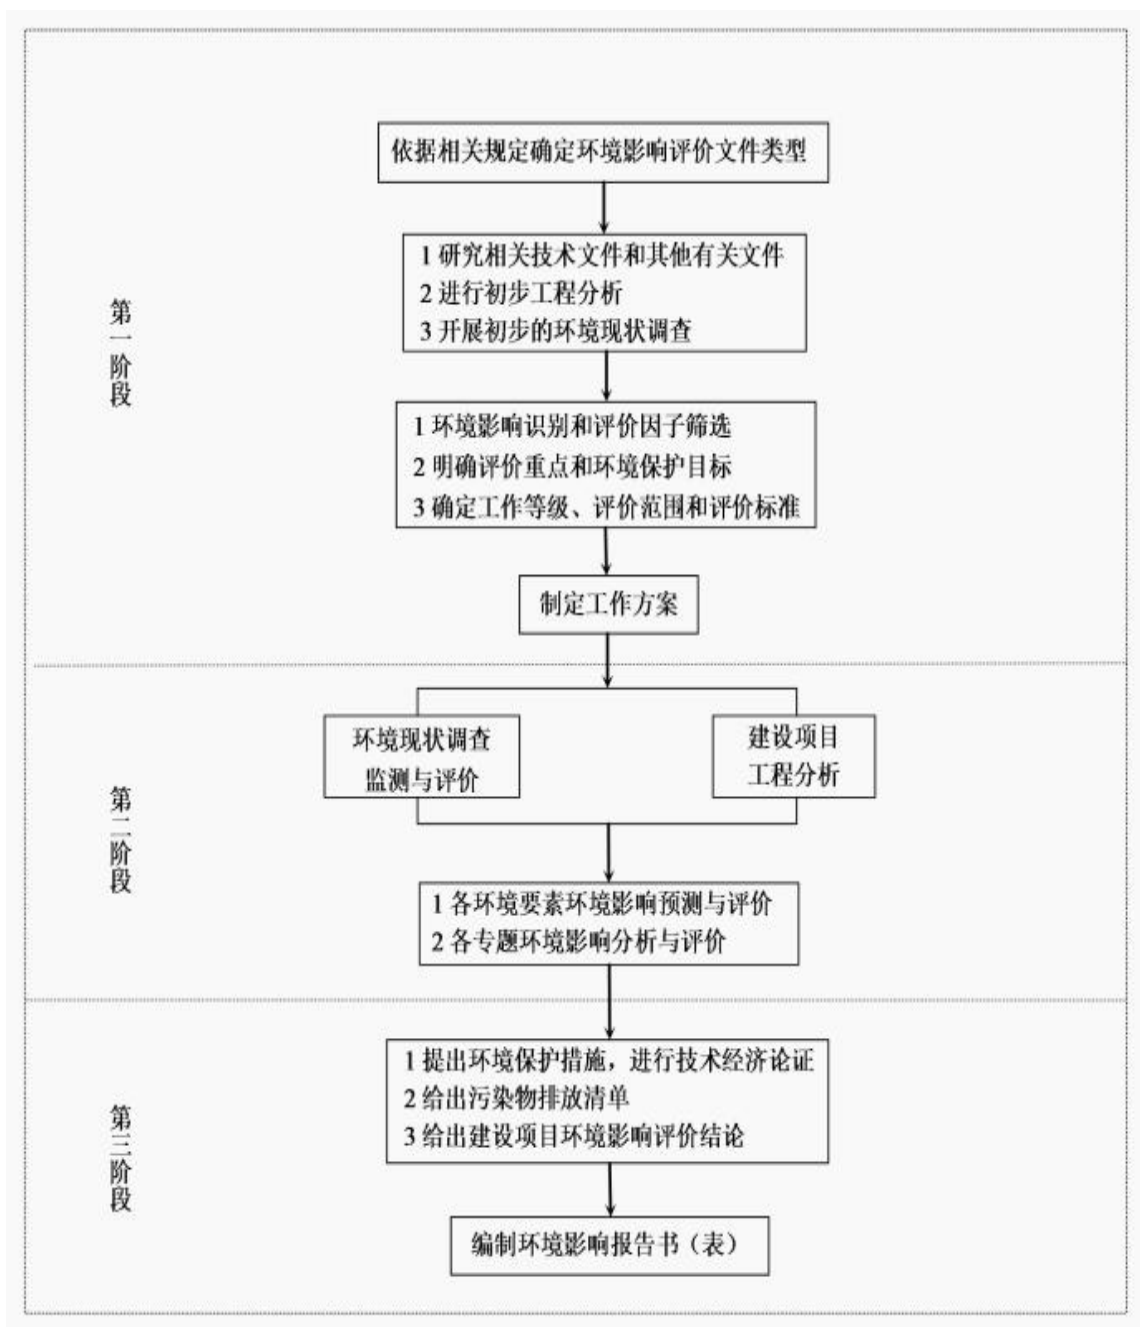 依据相关规定确定环境影响评价文件类型
1 研究相关技术文件和其他有关文件
2 进行初步工程分析
3 开展初步的环境现状调查
第一阶段
1 环境影响识别和评价因子筛选
2 明确评价重点和环境保护目标
3 确定工作等级、评价范围和评价标准
制定工作方案
环境现状调查
监测与评价
建设项目
工程分析
第二阶段
1 各环境要素环境影响预测与评价
2 各专题环境影响分析与评价
1 提出环境保护措施，进行技术经济论证
2 给出污染物排放清单
3 给出建设项目环境影响评价结论
第三阶段
编制环境影响报告书（表）